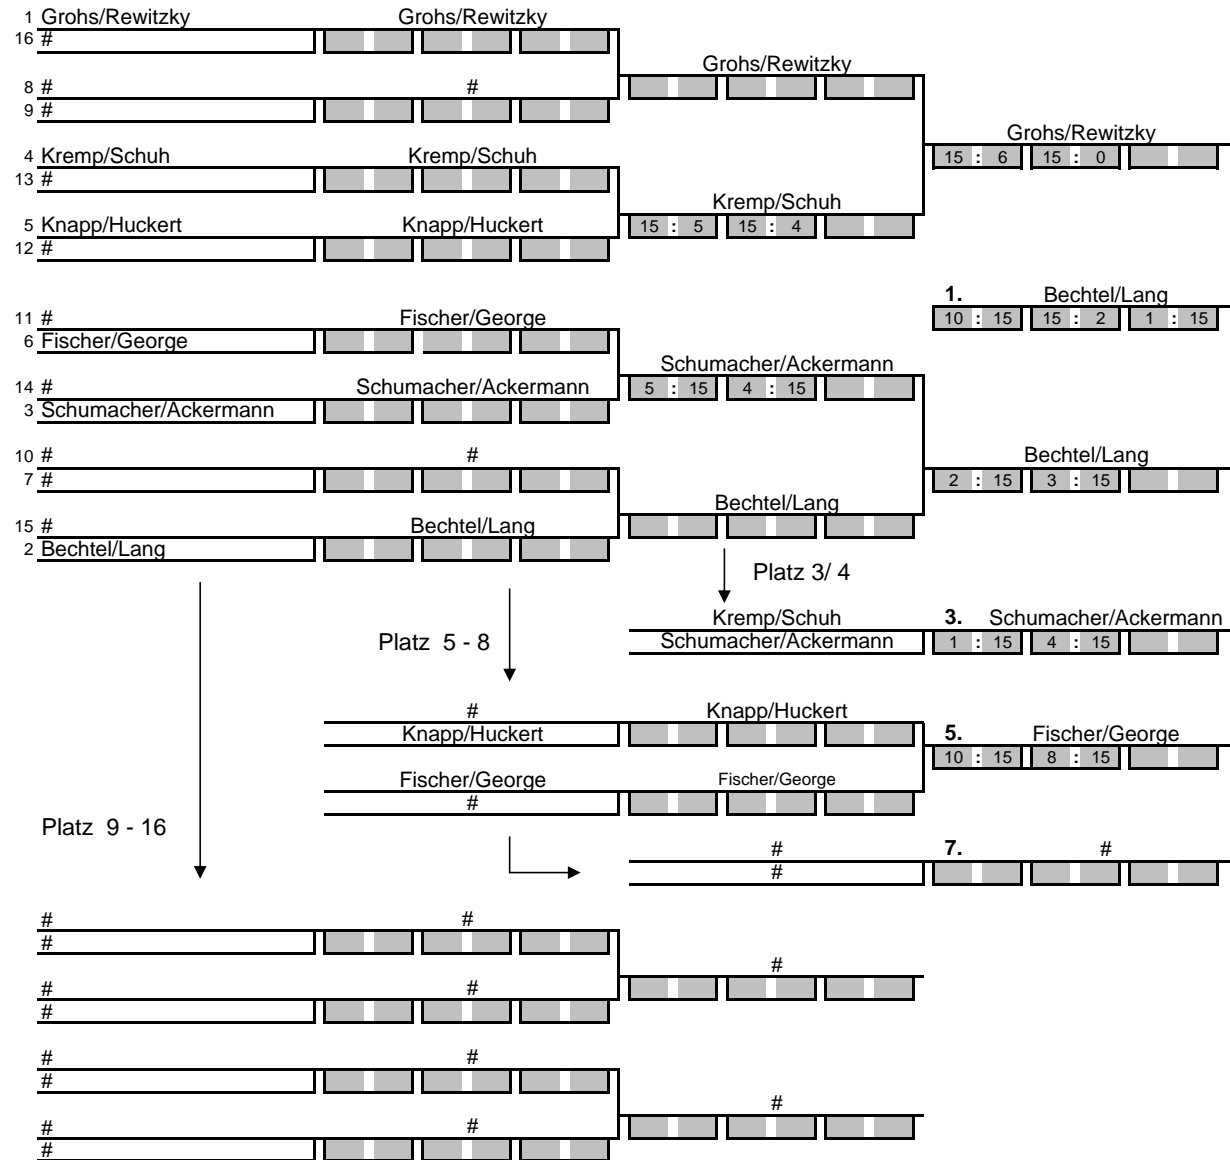 1 Grohs/Rewitzky Grohs/Rewitzky
16 #
Grohs/Rewitzky
8 # #
9 #
Grohs/Rewitzky
4 Kremp/Schuh Kremp/Schuh 15 : 6 15 : 0
13 #
Kremp/Schuh
5 Knapp/Huckert Knapp/Huckert 15 : 5 15 : 4
12 #
1. Bechtel/Lang
11 # Fischer/George 10 : 15 15 : 2 1 : 15
6 Fischer/George
Schumacher/Ackermann
14 # Schumacher/Ackermann 5 : 15 4 : 15
3 Schumacher/Ackermann
10 # # Bechtel/Lang
7 # 2 : 15 3 : 15
Bechtel/Lang
15 # Bechtel/Lang
2 Bechtel/Lang
Platz 3/ 4
Kremp/Schuh 3. Schumacher/Ackermann
Platz 5 - 8 Schumacher/Ackermann 1 : 15 4 : 15
# Knapp/Huckert
Knapp/Huckert 5. Fischer/George
10 : 15 8 : 15
Fischer/George Fischer/George
#
Platz 9 - 16
# 7. #
#
# #
#
#
# #
#
# #
#
#
# #
#